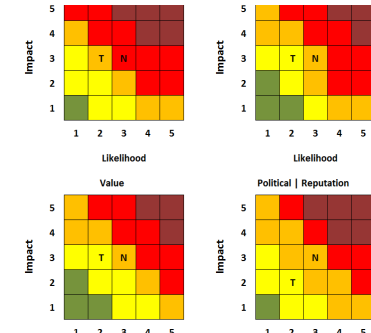 5 5
4 4
Impact Impact
3 T N 3 T N
2 2
1 1
1 2 3 4 5 1 2 3 4 5
Likelihood Likelihood
Value Political | Reputation
5 5
4 4
Impact Impact
3 T N 3 N
2 2 T
1 1
1 2 3 4 5 1 2 3 4 5